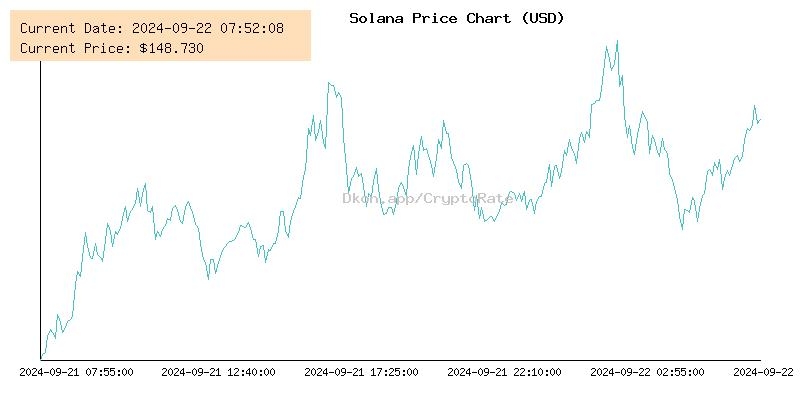 Solana Price Chart (USD)
Current Date: 2024-09-22 07:52:08
Current Price: $148.730
Dkon.app/CryptoRate
2024-09-21 07:55:00 2024-09-21 12:40:00 2024-09-21 17:25:00 2024-09-21 22:10:00 2024-09-22 02:55:00 2024-09-22